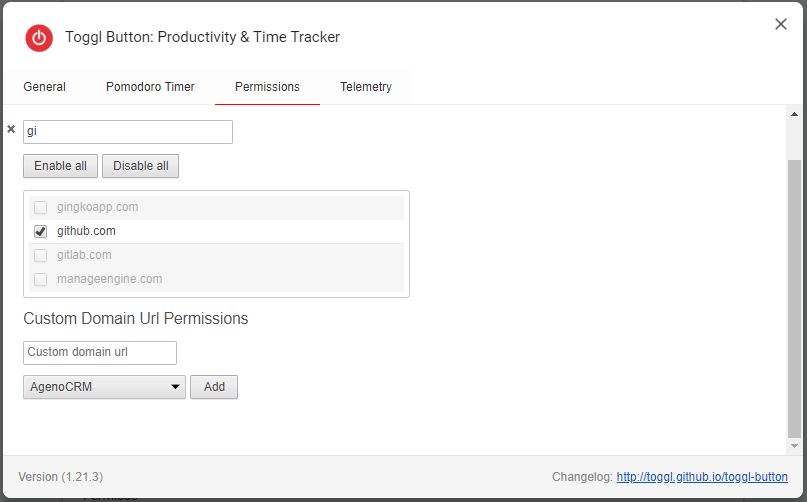 Toggl Button: Productivity & Time Tracker
General Pomodoro Timer Permissions Telemetry
gi
Enable all Disable all
gingkoapp.com
github.com
gitlab.com
manageengine.com
Custom Domain Url Permissions
Custom domain url
AgenoCRM Add
Version (1.21.3) Changelog: http://toggl.github.io/toggl-button